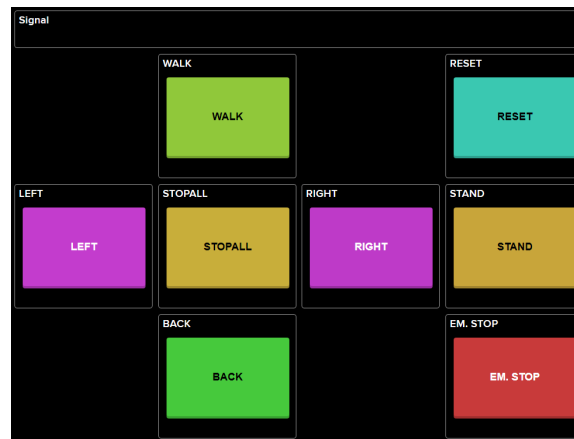 Signal
WALK
RESET
WALK
RESET
LEFT
STOPALL
RIGHT
STAND
LEFT
STOPALL
RIGHT
STAND
BACK
EM. STOP
BACK
EM. STOP